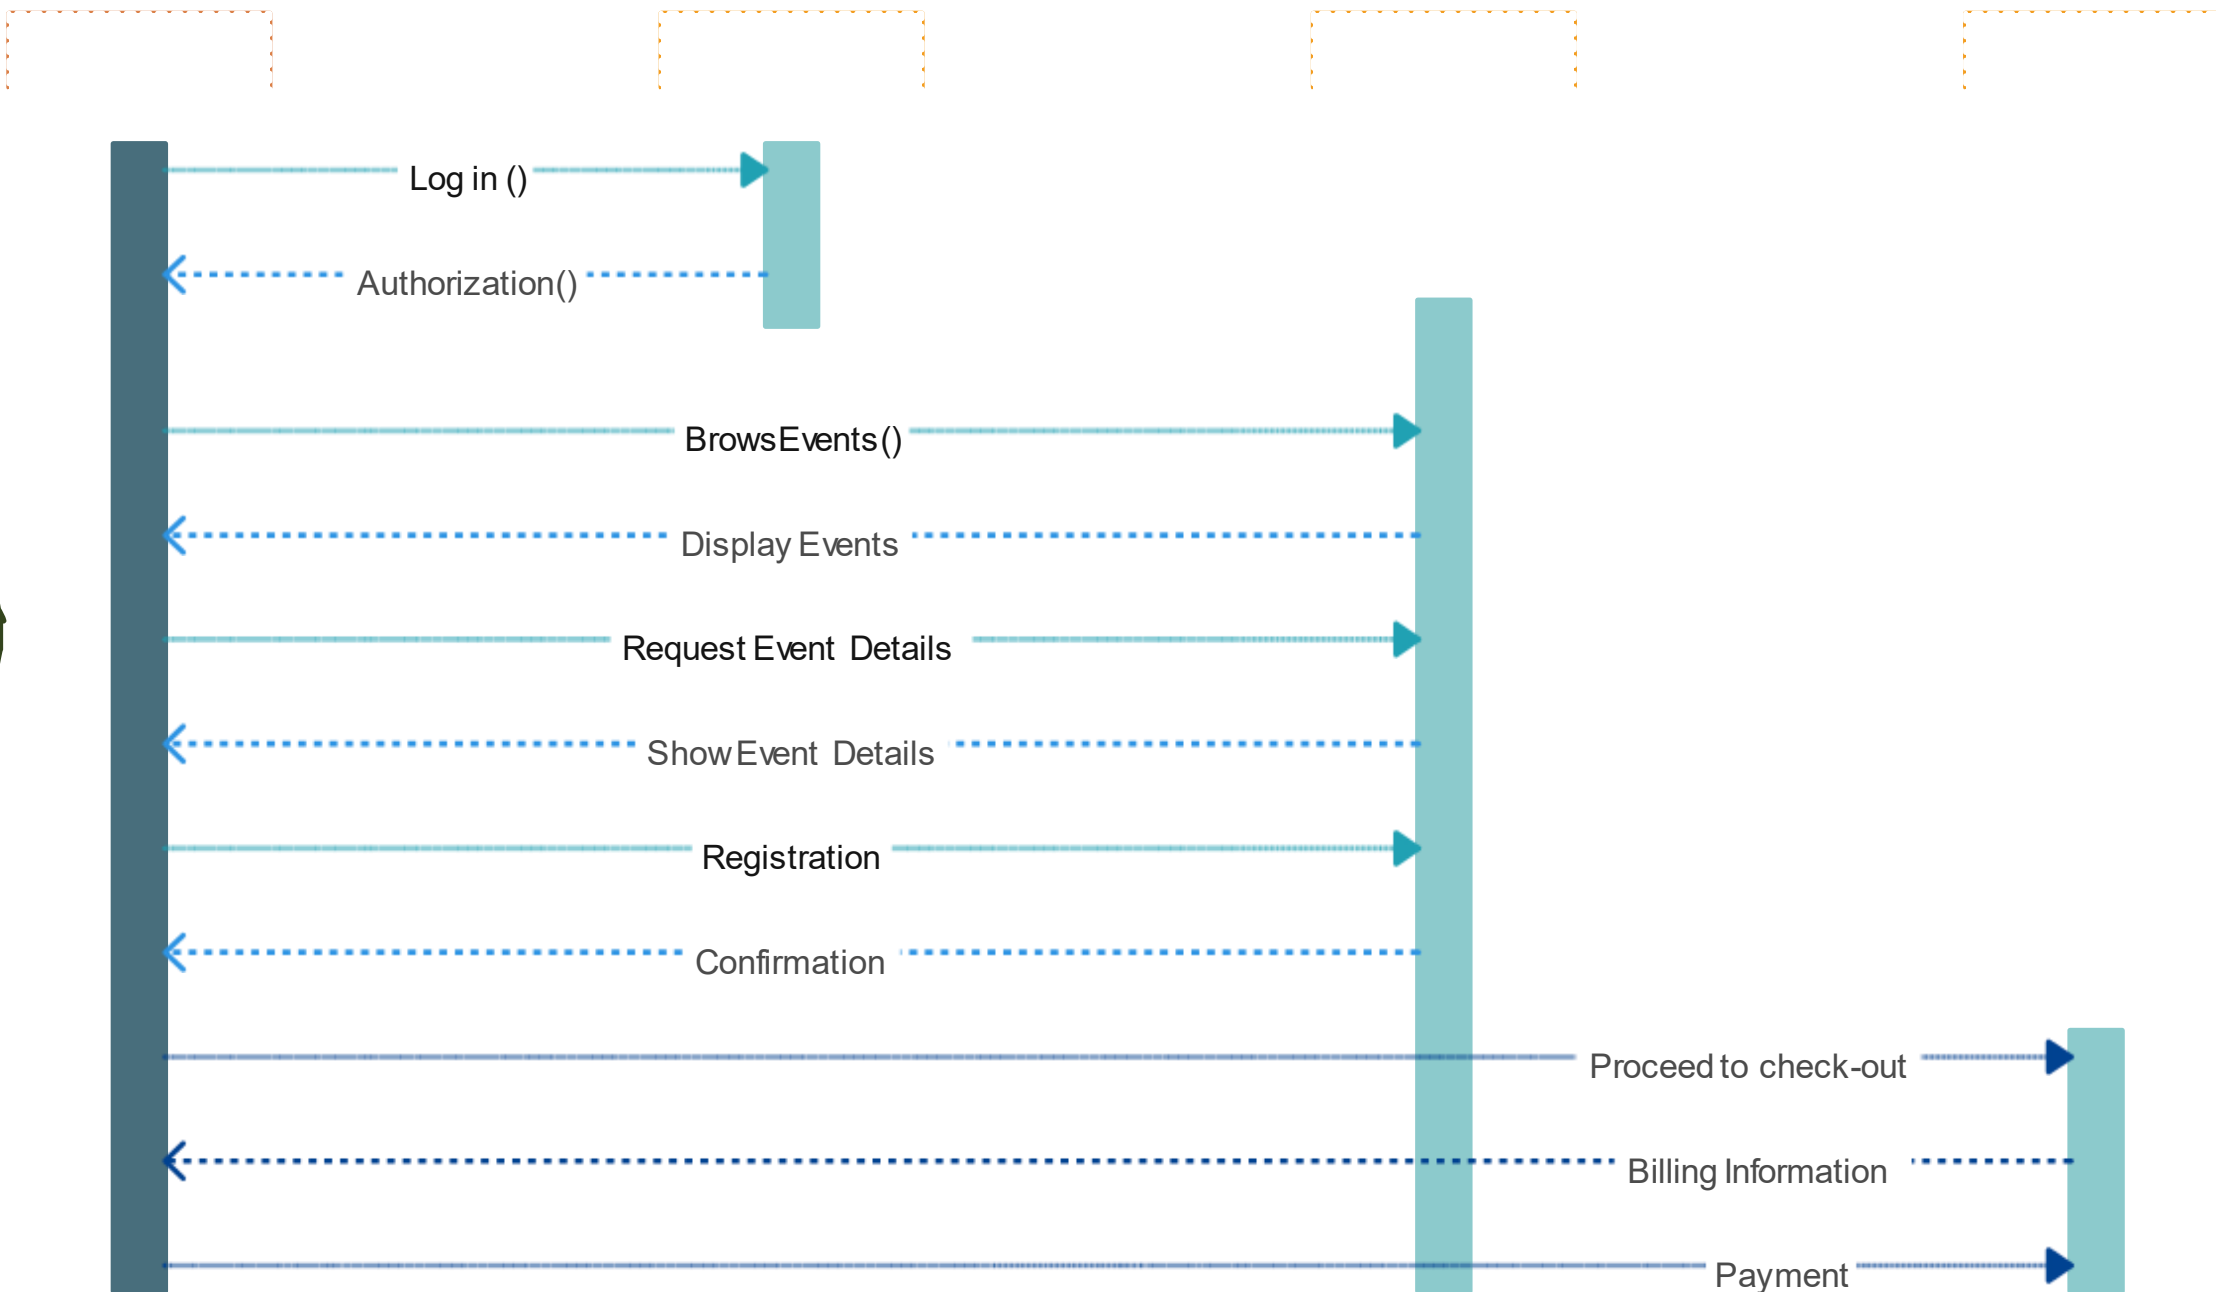 Log in ()
Authorization()
BrowsEvents()
Display Events
Request Event Details
Show Event Details
Registration
Confirmation
Proceed to check-out
Billing Information
Payment